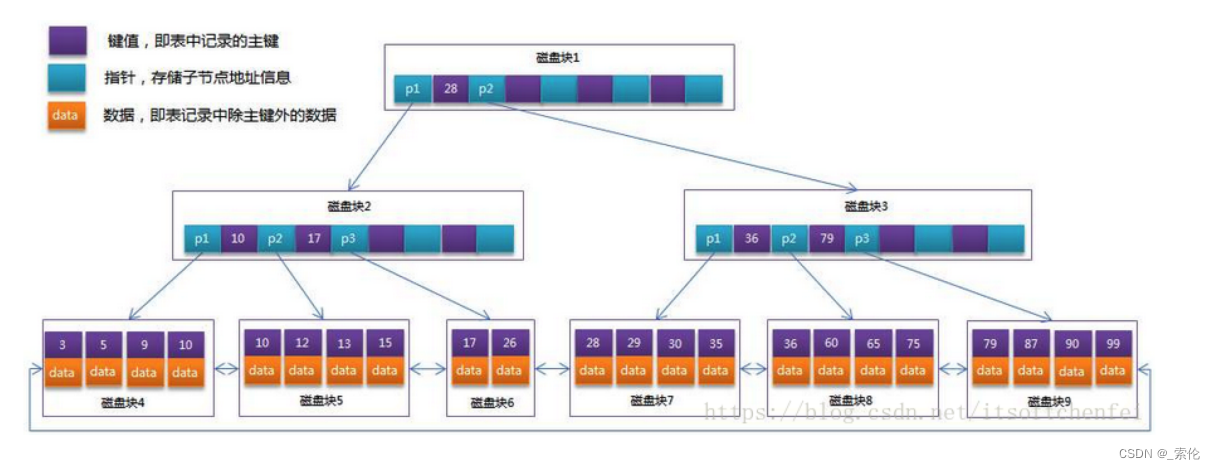 键值，即表中记录的主键
指针，存储子节点地址信息
data 数据，即表记录中除主键外的数据
磁盘块1
p1 28 p2
磁盘块2
p1 10 p2 17 p3
磁盘块3
p1 36 p2 79 p3
3 5 9 10
data data data data
磁盘块4
10 12 13 15
data data data data
磁盘块5
17 26
data data
磁盘块6
28 29 30 35
data data data data
磁盘块7
36 60 65 75
data data data data
磁盘块8
79 87 90 99
data data data data
磁盘块9
https://blog.csdn.net/itsoftchenfei
CSDN @_索伦